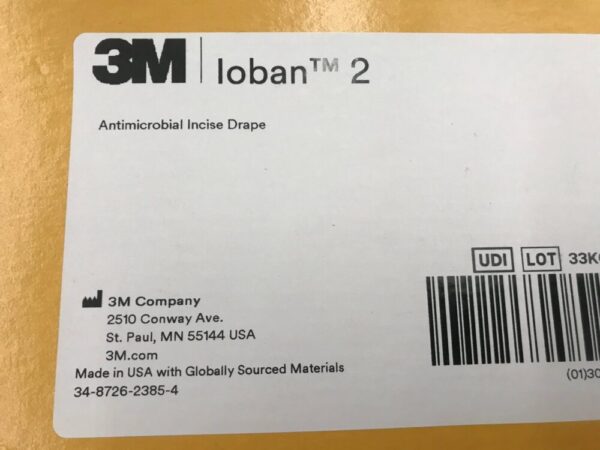 3M Ioban™ 2
Antimicrobial Incise Drape
UDI LOT
3M Company
2510 Conway Ave.
St. Paul, MN 55144 USA
3M.com
Made in USA with Globally Sourced Materials
34-8726-2385-4